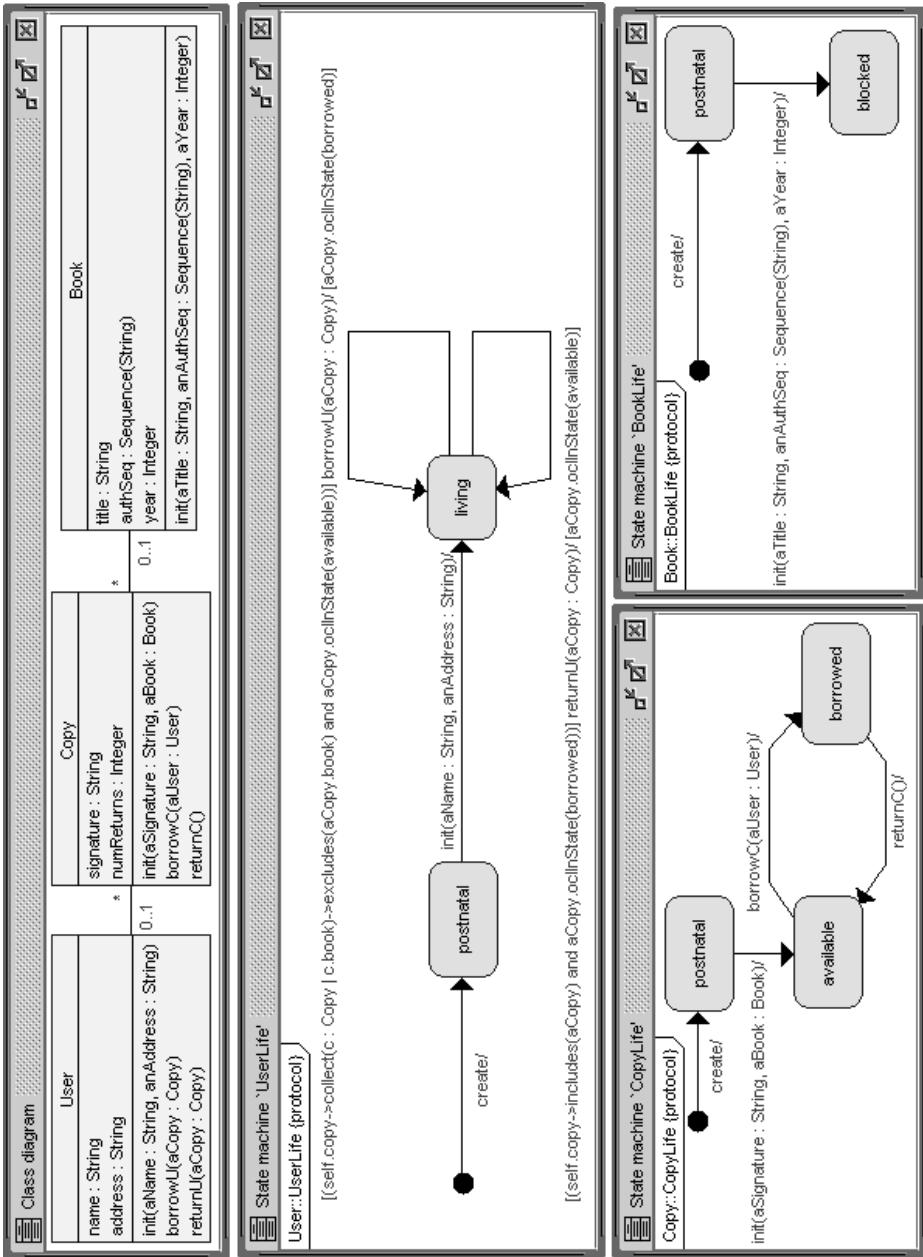 Class diagram
User
name : String
address : String
init(aName : String, anAddress : String)
borrowU(aCopy : Copy)
returnU(aCopy : Copy)
*
0..1
Copy
signature : String
numReturns : Integer
init(aSignature : String, aBook : Book)
borrowC(aUser : User)
returnC()
*
0..1
Book
title : String
authSeq : Sequence(String)
year : Integer
init(aTitle : String, anAuthSeq : Sequence(String), aYear : Integer)
State machine `UserLife'
User::UserLife {protocol}
[(self.copy->collect(c : Copy | c.book)->excludes(aCopy.book) and aCopy.oclInState(available))] borrowU(aCopy : Copy)/ [aCopy.oclInState(borrowed)]
create/
postnatal
init(aName : String, anAddress : String)/
living
[(self.copy->includes(aCopy) and aCopy.oclInState(borrowed))] returnU(aCopy : Copy)/ [aCopy.oclInState(available)]
State machine `CopyLife'
Copy::CopyLife {protocol}
create/
postnatal
init(aSignature : String, aBook : Book)/
available
borrowC(aUser : User)/
borrowed
returnC()/
State machine `BookLife'
Book::BookLife {protocol}
create/
postnatal
init(aTitle : String, anAuthSeq : Sequence(String), aYear : Integer)/
blocked